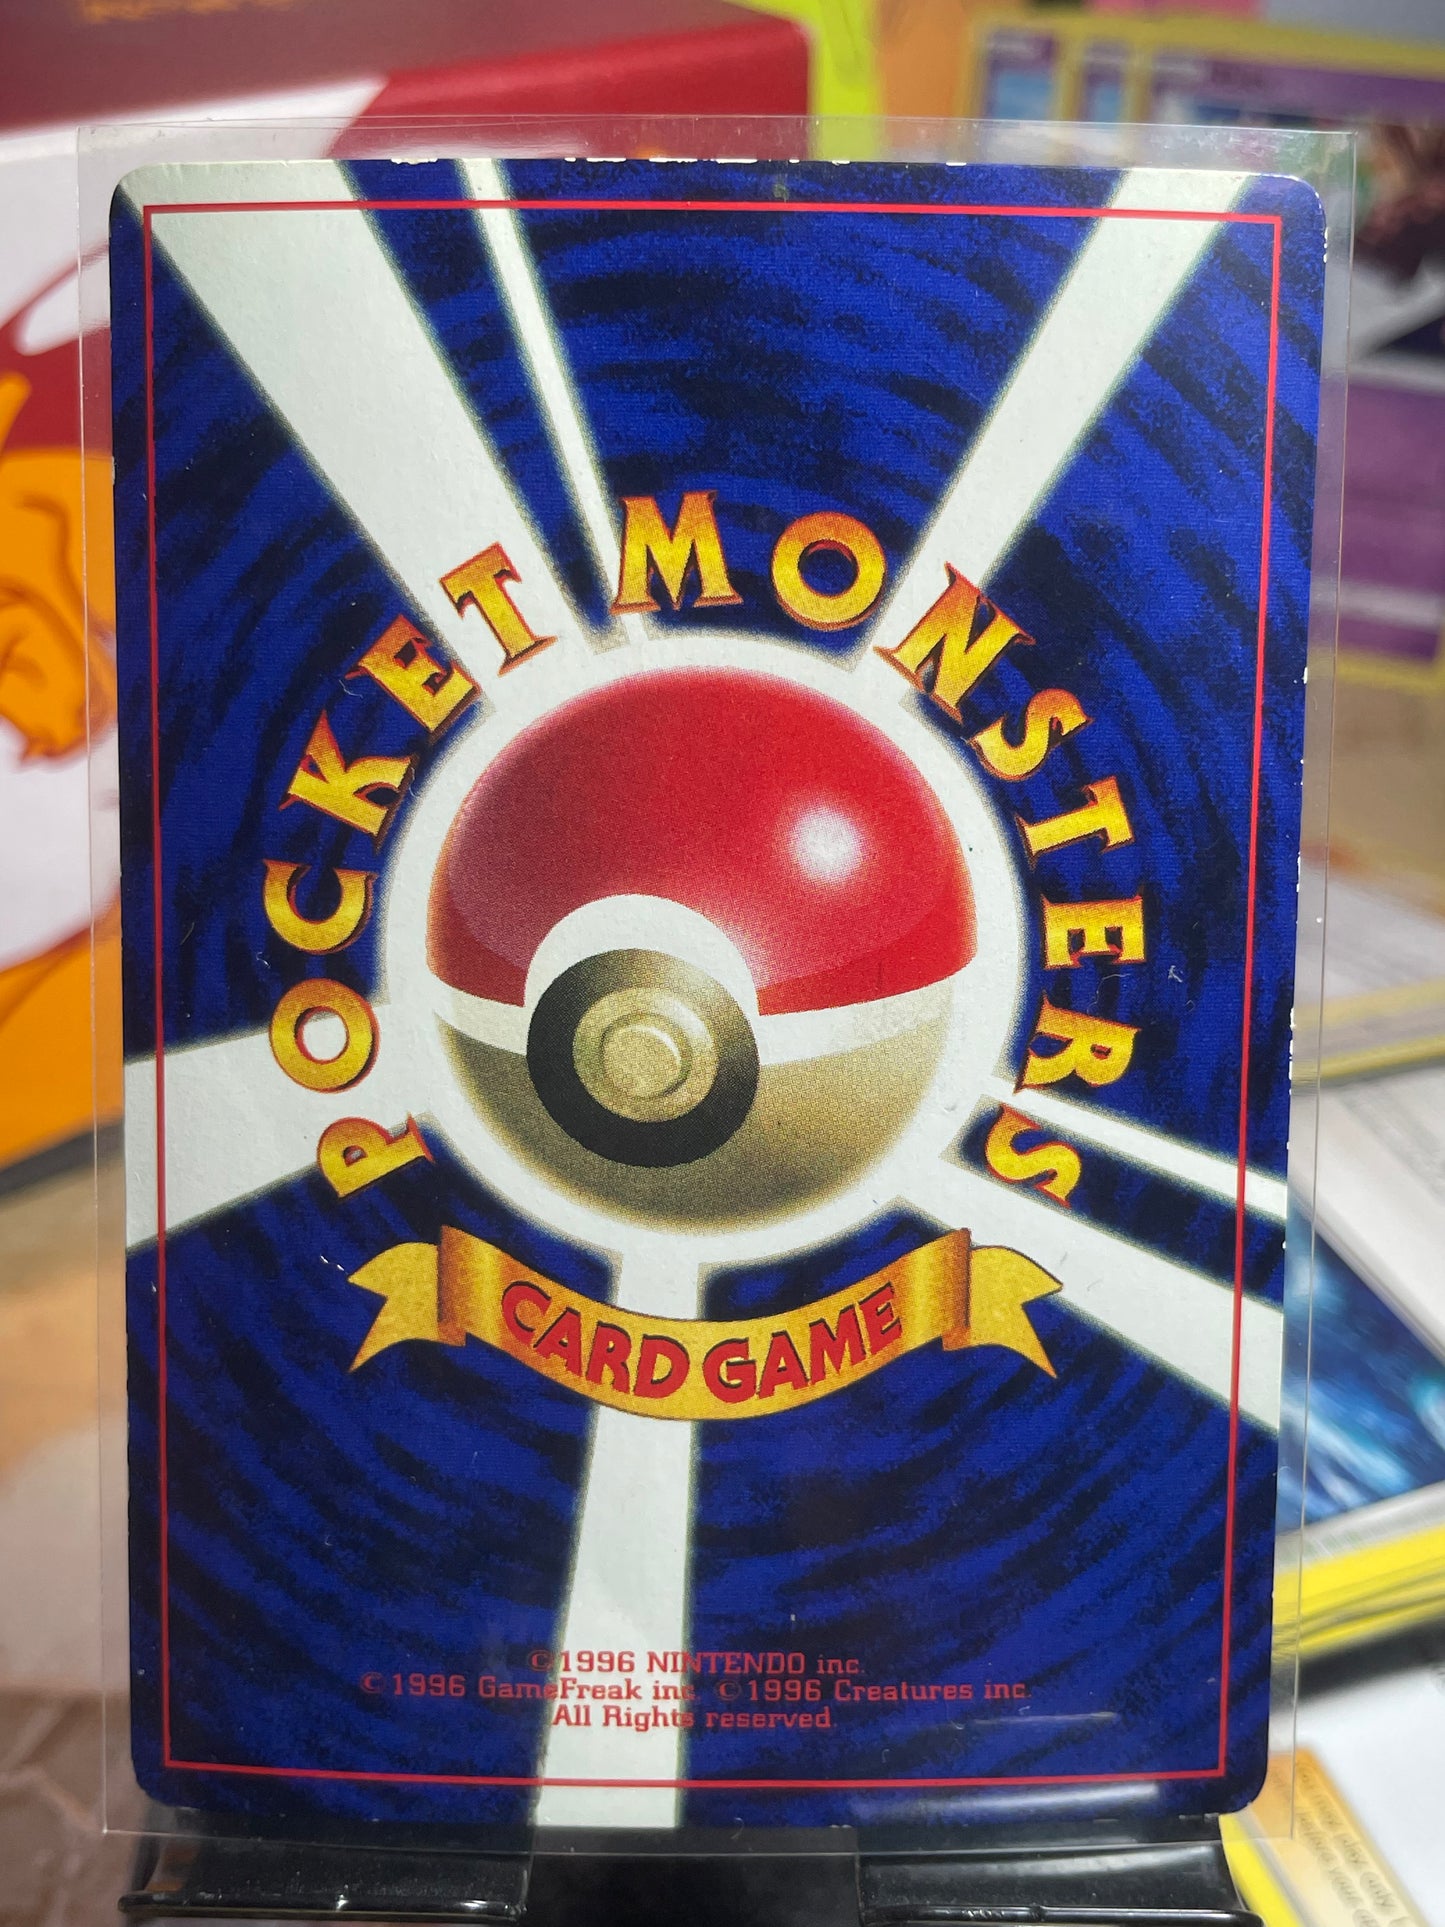 POCKET MONSTERS
CARD GAME
©1996 NINTENDO inc.
©1996 GameFreak inc. ©1996 Creatures inc.
All Rights reserved.